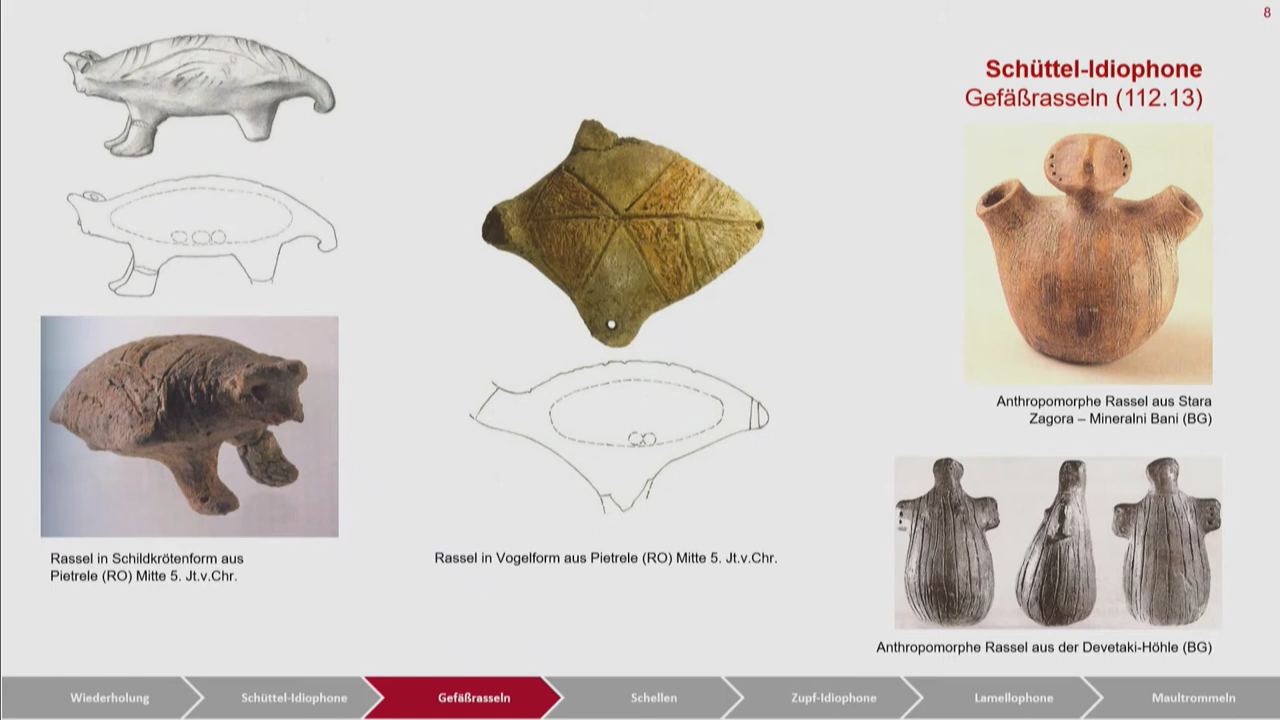 8
Schüttel-Idiophone
Gefäßrasseln (112.13)
Rassel in Schildkrötenform aus
Pietrele (RO) Mitte 5. Jt.v.Chr.
Rassel in Vogelform aus Pietrele (RO) Mitte 5. Jt.v.Chr.
Anthropomorphe Rassel aus Stara
Zagora – Mineralni Bani (BG)
Anthropomorphe Rassel aus der Devetaki-Höhle (BG)
Wiederholung
Schüttel-Idiophone
Gefäßrasseln
Schellen
Zupf-Idiophone
Lamellophone
Maultrommeln